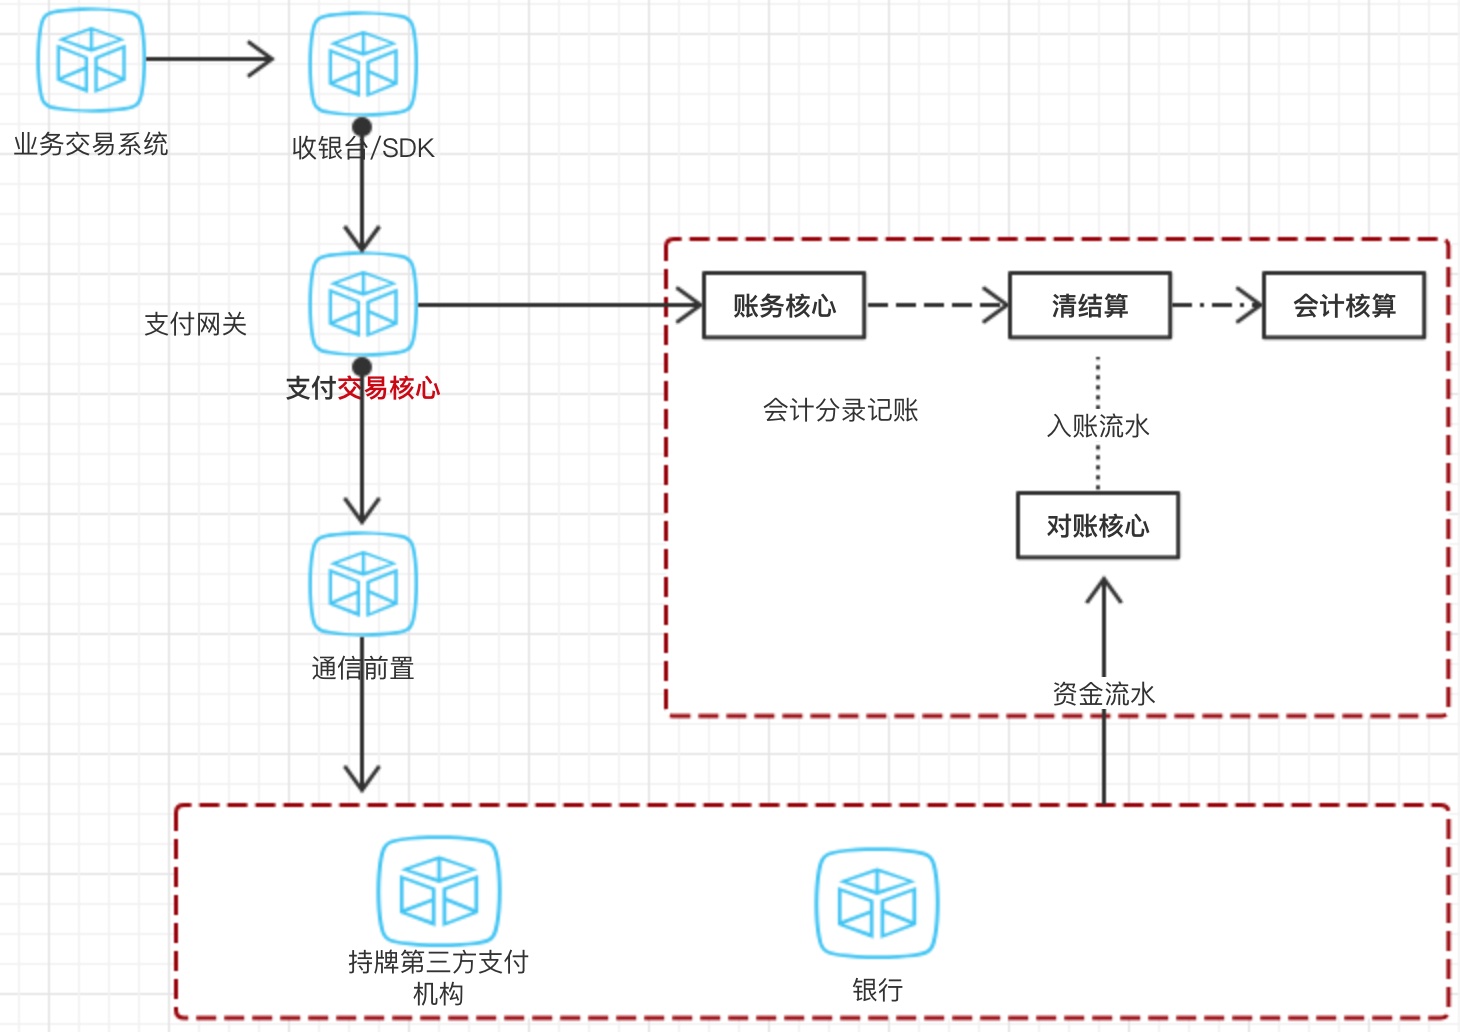 业务交易系统
收银台/SDK
支付网关
支付交易核心
账务核心
清结算
会计核算
会计分录记账
入账流水
对账核心
通信前置
资金流水
持牌第三方支付
机构
银行